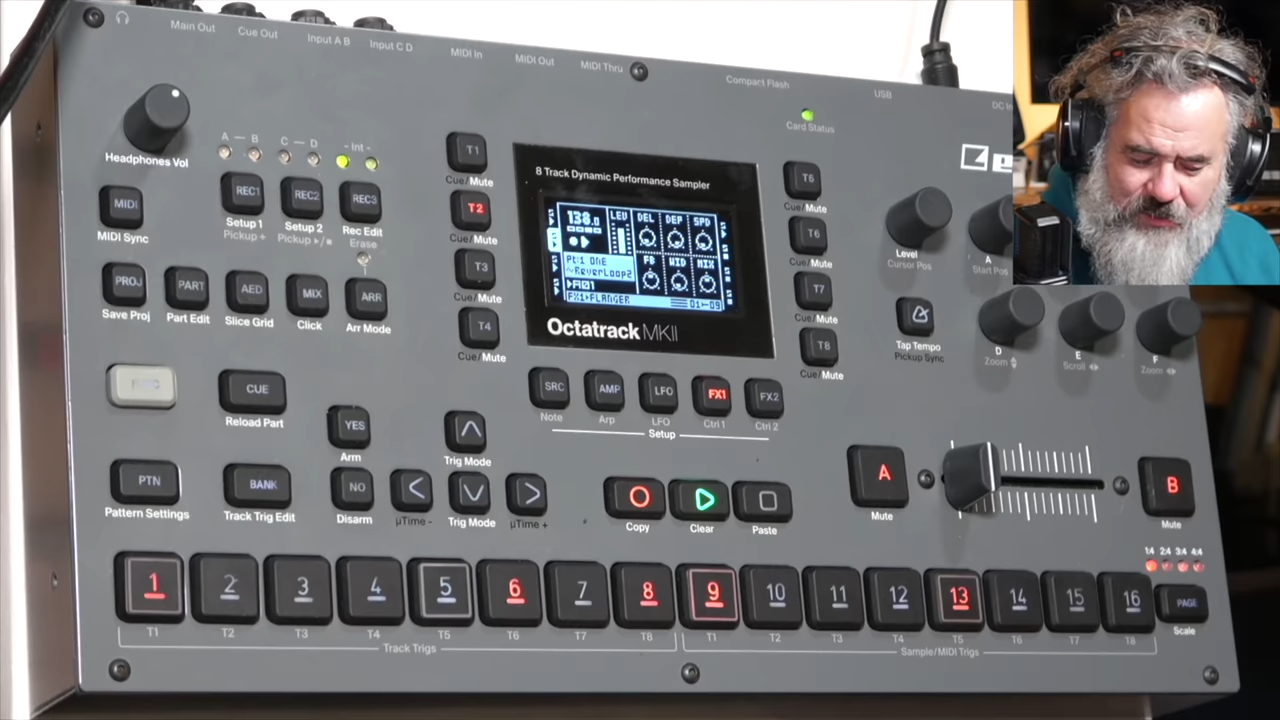 Main Out
Cue Out
Input A B
Input C D
MIDI In
MIDI Out
MIDI Thru
Compact Flash
USB
DC In
Card Status
Headphones Vol
A — B
C — D
- Int -
MIDI
MIDI Sync
REC1
Setup 1
Pickup +
REC2
Setup 2
REC3
Rec Edit
Erase
PROJ
Save Proj
PART
Part Edit
AED
Slice Grid
MIX
Click
ARR
Arr Mode
T1
Cue/Mute
T2
Cue/Mute
T3
Cue/Mute
T4
Cue/Mute
8 Track Dynamic Performance Sampler
138.0
LEV
DEL
DEP
SPD
FB
WID
MIX
Pt:1 ONE
~ReverLoop2
A01
FX1▶FLANGER
Octatrack MKII
T5
Cue/Mute
T6
Cue/Mute
T7
Cue/Mute
T8
Cue/Mute
Level
Cursor Pos
A
Start Pos
Tap Tempo
Pickup Sync
D
Zoom
E
Scroll
F
Zoom
CUE
Reload Part
YES
Arm
Trig Mode
SRC
Note
AMP
Arp
LFO
LFO
FX1
Ctrl 1
FX2
Ctrl 2
Setup
PTN
Pattern Settings
BANK
Track Trig Edit
NO
Disarm
<
µTime -
Trig Mode
>
µTime +
Copy
Clear
Paste
A
Mute
B
Mute
1:4 2:4 3:4 4:4
PAGE
Scale
1 2 3 4 5 6 7 8 9 10 11 12 13 14 15 16
T1 T2 T3 T4 T5 T6 T7 T8 T1 T2 T3 T4 T5 T6 T7 T8
Track Trigs
Sample/MIDI Trigs